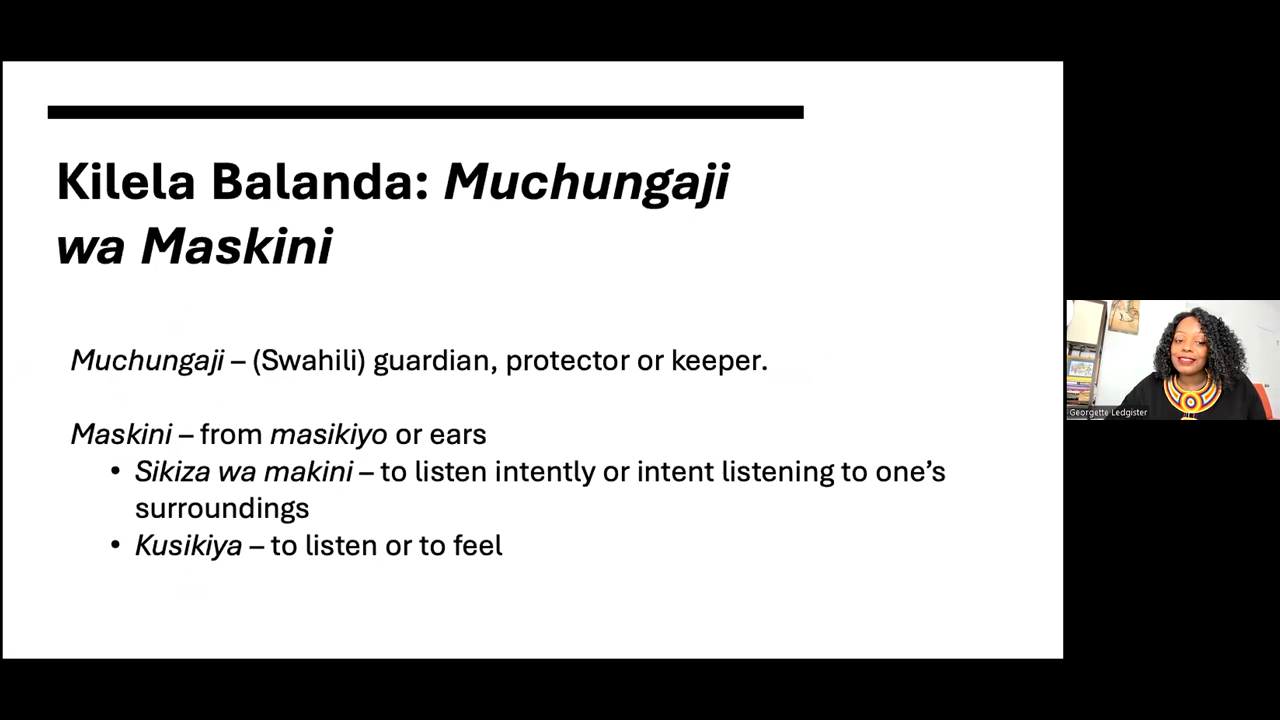 Kilela Balanda: Muchungaji
wa Maskini
Muchungaji – (Swahili) guardian, protector or keeper.
Maskini – from masikiyo or ears
• Sikiza wa makini – to listen intently or intent listening to one’s
surroundings
• Kusikiya – to listen or to feel
Georgette Ledgister